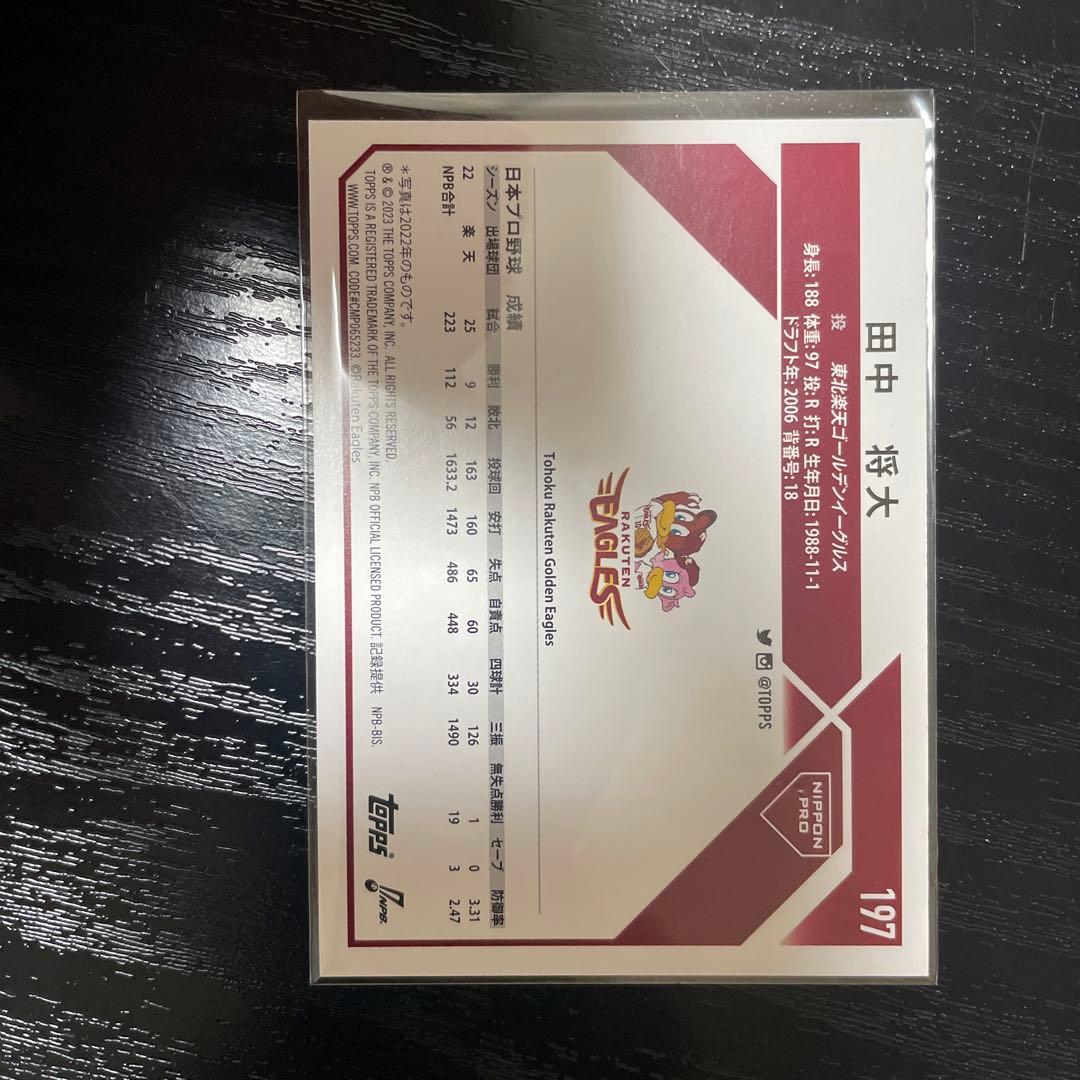 田中 将大
197
投 東北楽天ゴールデンイーグルス
身長: 188 体重: 97 投: R 打: R 生年月日: 1988-11-1
ドラフト年: 2006 背番号: 18
NIPPON
PRO
@TOPPS
RAKUTEN
EAGLES
Tohoku Rakuten Golden Eagles
日本プロ野球 成績
シーズン 出場球団 試合 勝利 敗北 投球回 安打 失点 自責点 四球計 三振 無失点勝利 セーブ 防御率
22 楽天 25 9 12 163 160 65 60 30 126 1 0 3.31
NPB合計 223 112 56 1633.2 1473 486 448 334 1490 19 3 2.47
*写真は2022年のものです。
® & © 2023 THE TOPPS COMPANY, INC. ALL RIGHTS RESERVED.
TOPPS IS A REGISTERED TRADEMARK OF THE TOPPS COMPANY, INC. NPB OFFICIAL LICENSED PRODUCT. 記録提供 NPB-BIS.
WWW.TOPPS.COM. CODE#CMP065233. ©Rakuten Eagles
topps®
NPB